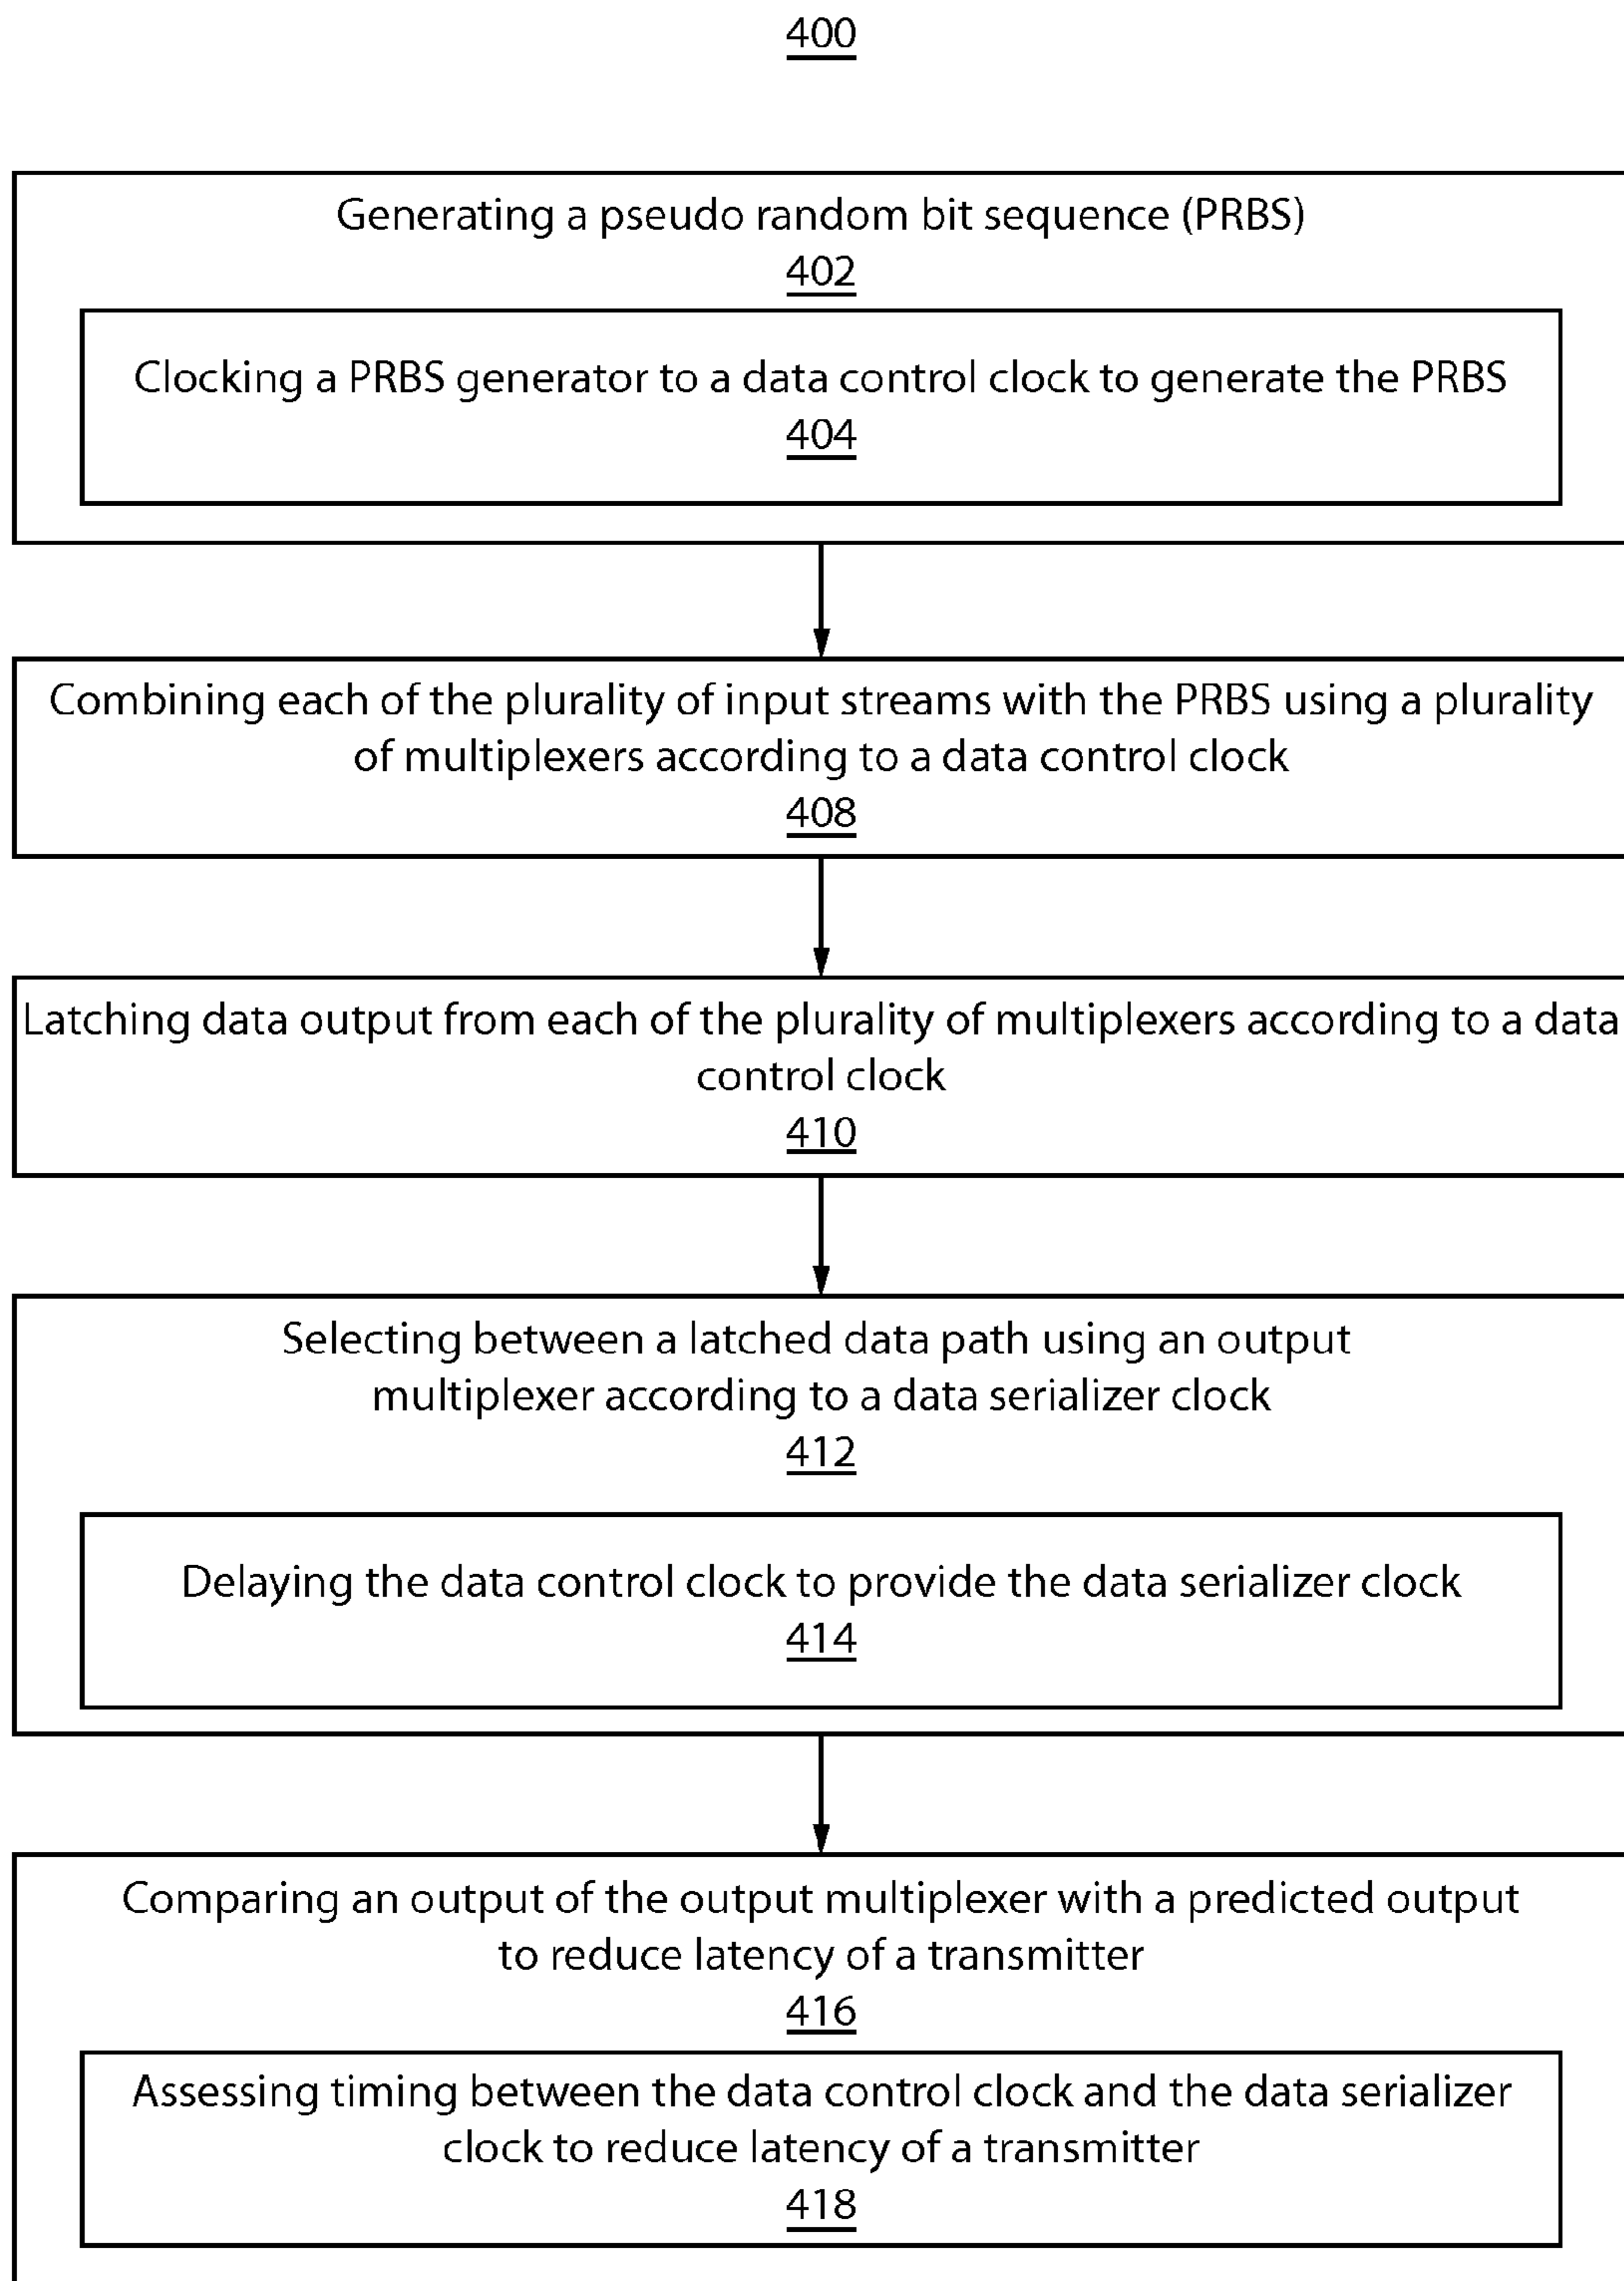 400
Generating a pseudo random bit sequence (PRBS)
402
Clocking a PRBS generator to a data control clock to generate the PRBS
404
Combining each of the plurality of input streams with the PRBS using a plurality
of multiplexers according to a data control clock
408
Latching data output from each of the plurality of multiplexers according to a data
control clock
410
Selecting between a latched data path using an output
multiplexer according to a data serializer clock
412
Delaying the data control clock to provide the data serializer clock
414
Comparing an output of the output multiplexer with a predicted output
to reduce latency of a transmitter
416
Assessing timing between the data control clock and the data serializer
clock to reduce latency of a transmitter
418